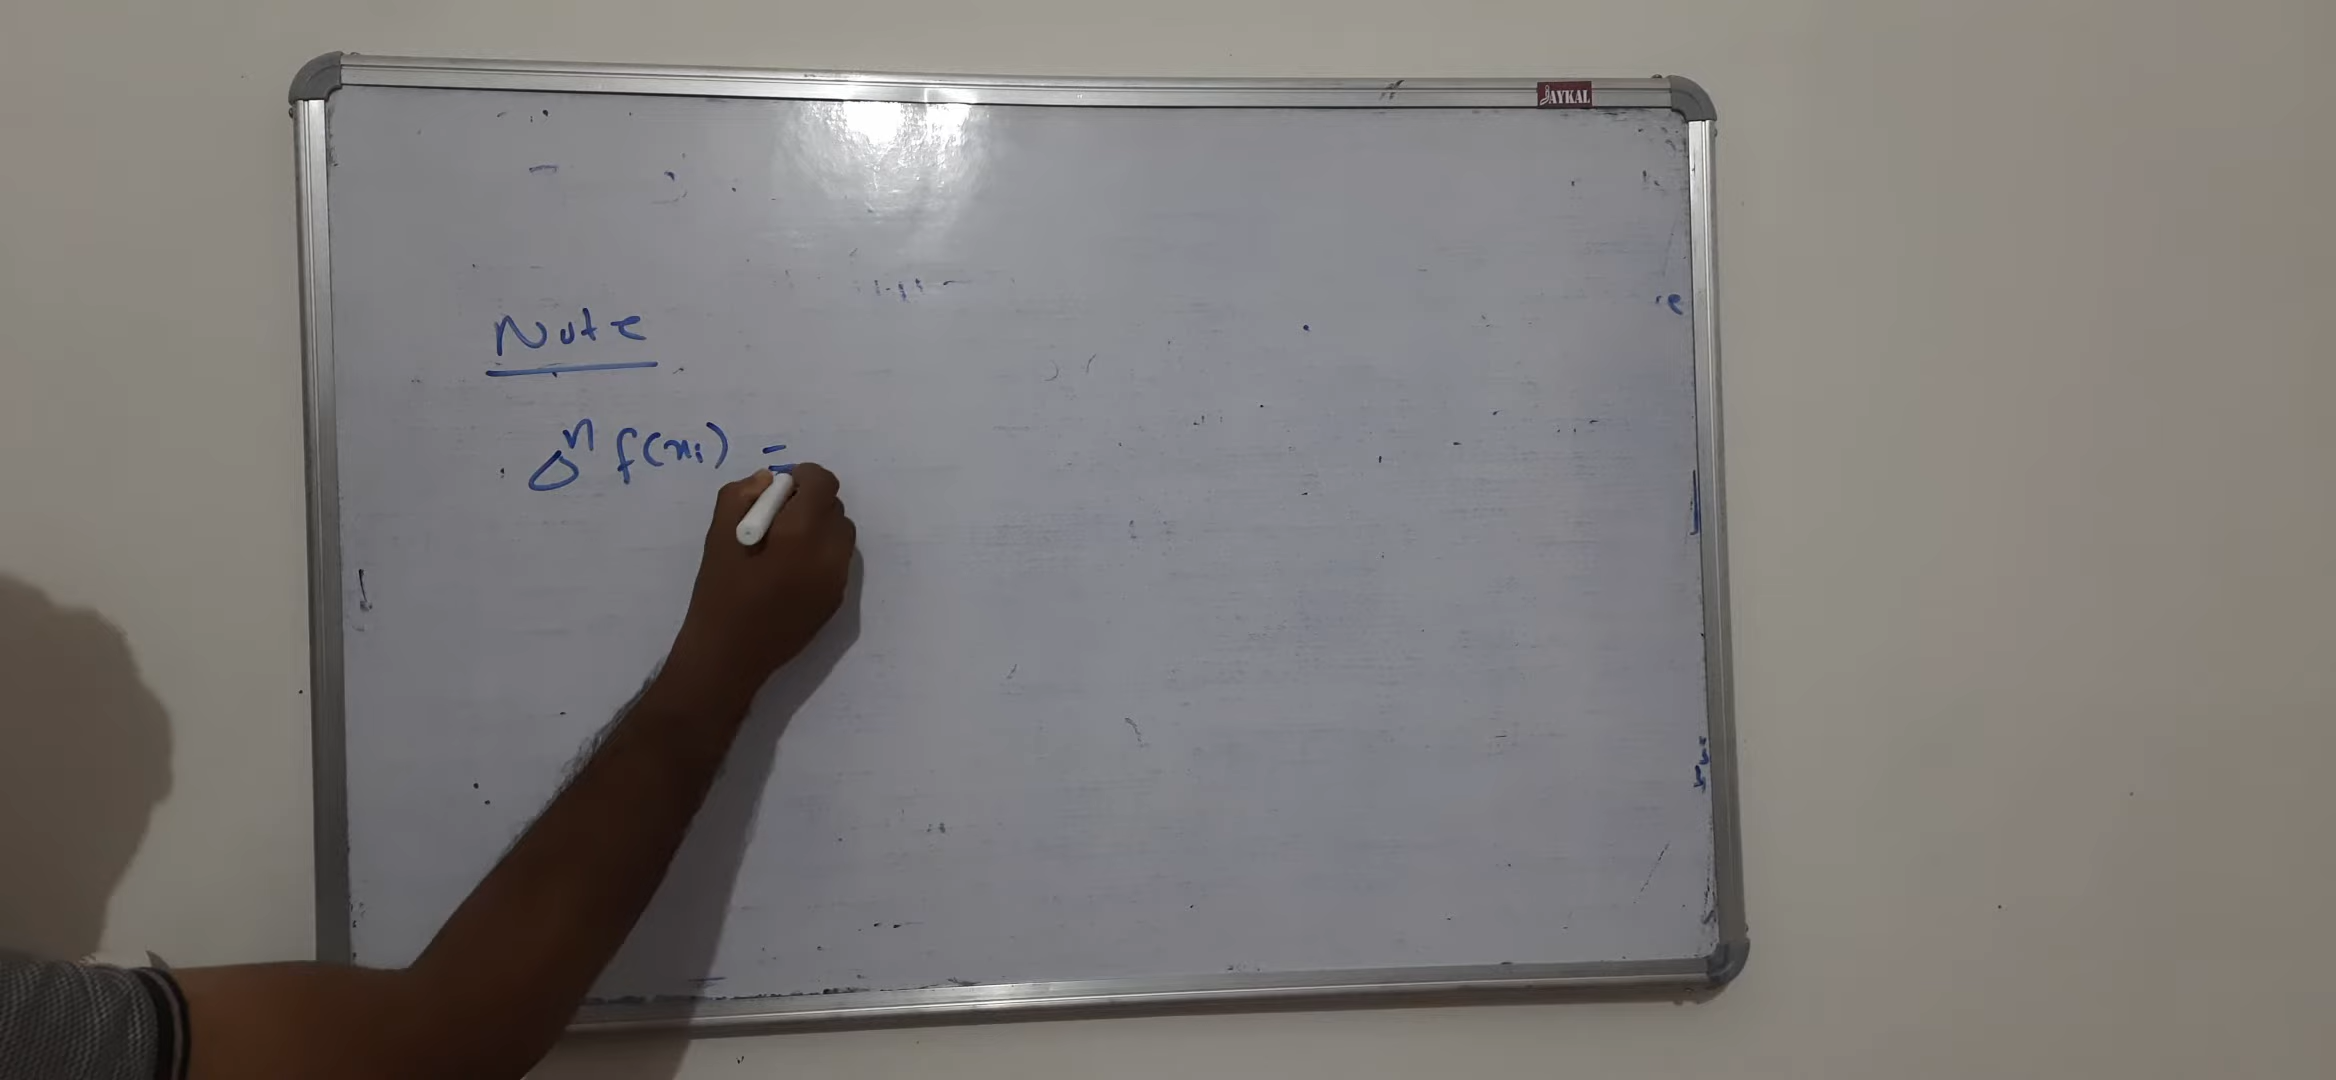 JAYKAL
Note
Δⁿ f(xᵢ) =